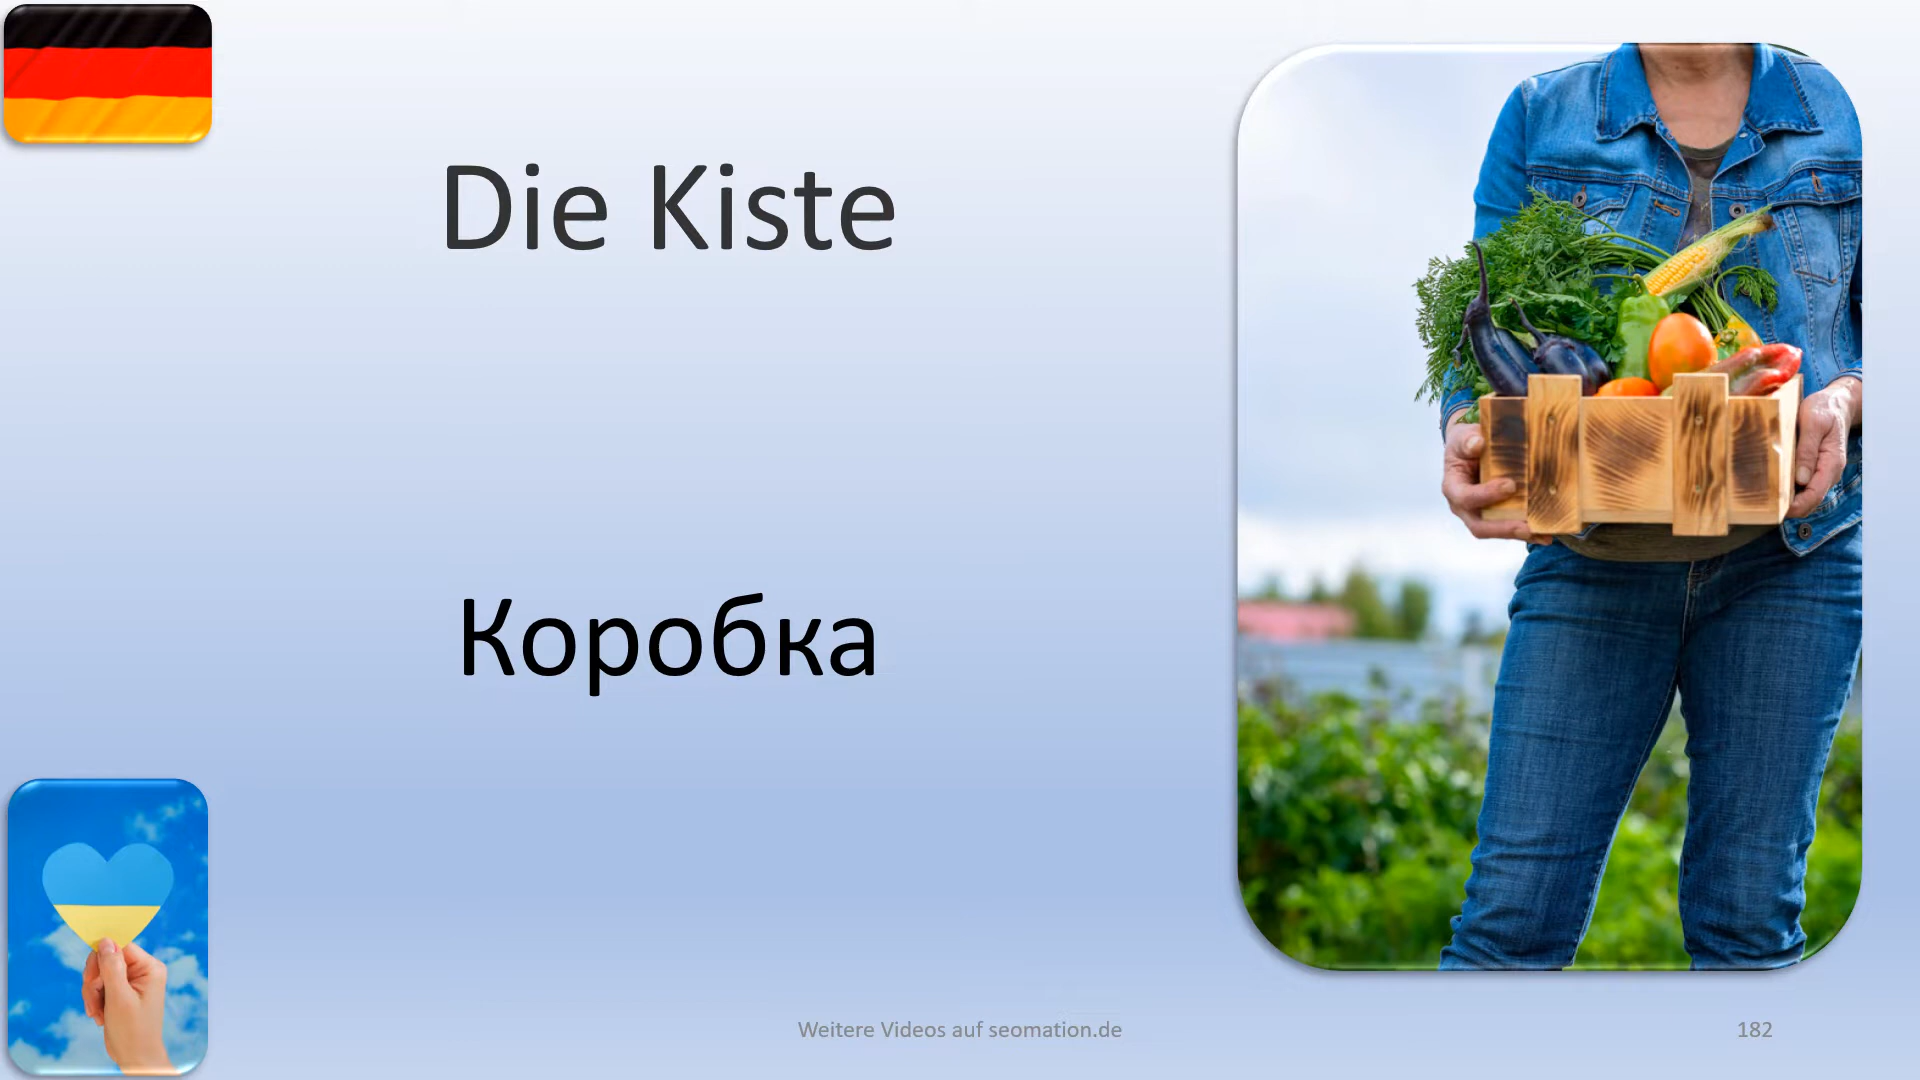 Die Kiste
Коробка
Weitere Videos auf seomation.de
182